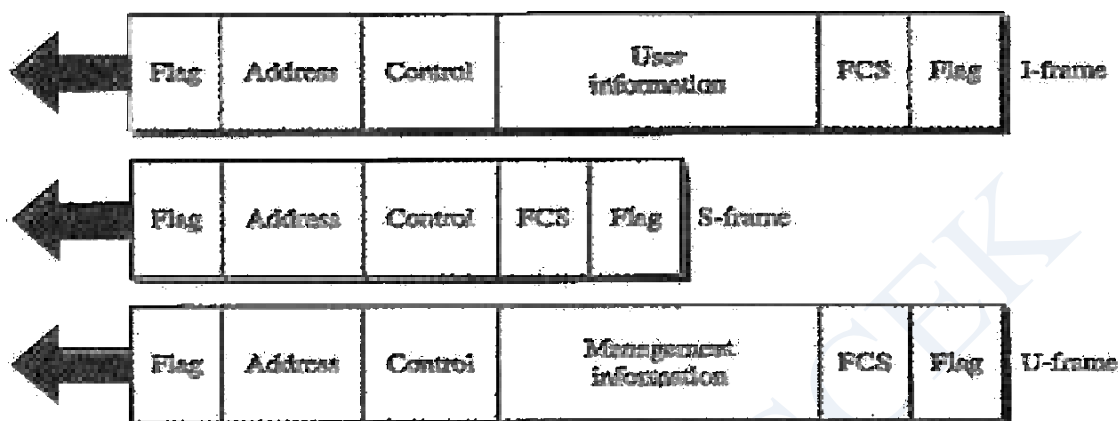 Flag Address Control User information FCS Flag I-frame
Flag Address Control FCS Flag S-frame
Flag Address Control Management information FCS Flag U-frame
CEK